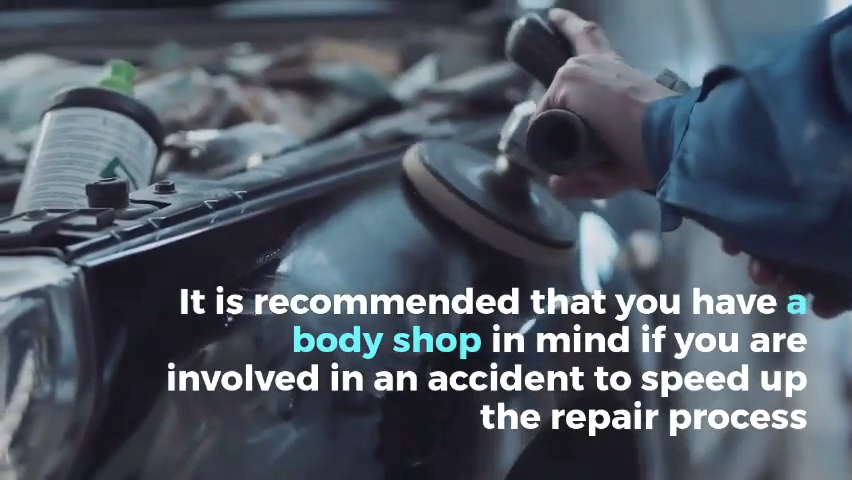 It is recommended that you have a
body shop in mind if you are
involved in an accident to speed up
the repair process